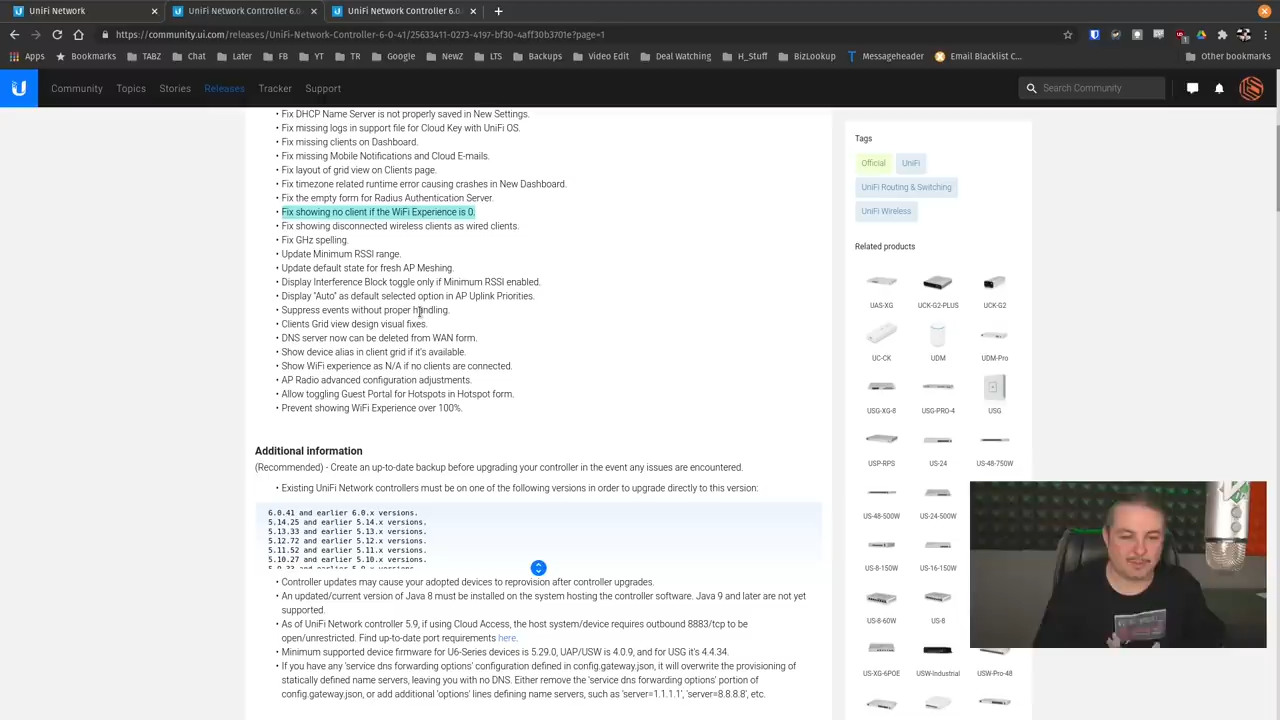 UniFi Network
UniFi Network Controller 6.0.
UniFi Network Controller 6.0.
https://community.ui.com/releases/UniFi-Network-Controller-6-0-41/25633411-0273-4197-bf30-4aff30b3701e?page=1
Apps
Bookmarks
TABZ
Chat
Later
FB
YT
TR
Google
NewZ
LTS
Backups
Video Edit
Deal Watching
H_Stuff
BizLookup
Messageheader
Email Blacklist C...
Other bookmarks
Community
Topics
Stories
Releases
Tracker
Support
Search Community
• Fix DHCP Name Server is not properly saved in New Settings.
• Fix missing logs in support file for Cloud Key with UniFi OS.
• Fix missing clients on Dashboard.
• Fix missing Mobile Notifications and Cloud E-mails.
• Fix layout of grid view on Clients page.
• Fix timezone related runtime error causing crashes in New Dashboard.
• Fix the empty form for Radius Authentication Server.
• Fix showing no client if the WiFi Experience is 0.
• Fix showing disconnected wireless clients as wired clients.
• Fix GHz spelling.
• Update Minimum RSSI range.
• Update default state for fresh AP Meshing.
• Display Interference Block toggle only if Minimum RSSI enabled.
• Display "Auto" as default selected option in AP Uplink Priorities.
• Suppress events without proper handling.
• Clients Grid view design visual fixes.
• DNS server now can be deleted from WAN form.
• Show device alias in client grid if it's available.
• Show WiFi experience as N/A if no clients are connected.
• AP Radio advanced configuration adjustments.
• Allow toggling Guest Portal for Hotspots in Hotspot form.
• Prevent showing WiFi Experience over 100%.
Additional information
(Recommended) - Create an up-to-date backup before upgrading your controller in the event any issues are encountered.
• Existing UniFi Network controllers must be on one of the following versions in order to upgrade directly to this version:
6.0.41 and earlier 6.0.x versions.
5.14.25 and earlier 5.14.x versions.
5.13.33 and earlier 5.13.x versions.
5.12.72 and earlier 5.12.x versions.
5.11.52 and earlier 5.11.x versions.
5.10.27 and earlier 5.10.x versions.
5.9.33 and earlier 5.9.x versions.
• Controller updates may cause your adopted devices to reprovision after controller upgrades.
• An updated/current version of Java 8 must be installed on the system hosting the controller software. Java 9 and later are not yet
supported.
• As of UniFi Network controller 5.9, if using Cloud Access, the host system/device requires outbound 8883/tcp to be
open/unrestricted. Find up-to-date port requirements here.
• Minimum supported device firmware for U6-Series devices is 5.29.0, UAP/USW is 4.0.9, and for USG it's 4.4.34.
• If you have any 'service dns forwarding options' configuration defined in config.gateway.json, it will overwrite the provisioning of
locally defined name servers, leaving you with no DNS. Either remove the 'service dns forwarding options' portion of
config.gateway.json, or add additional 'options' lines defining name servers, such as 'server=1.1.1.1', 'server=8.8.8.8', etc.
Tags
Official
UniFi
UniFi Routing & Switching
UniFi Wireless
Related products
UAS-XG
UCK-G2-PLUS
UCK-G2
UC-CK
UDM
UDM-Pro
USG-XG-8
USG-PRO-4
USG
USP-RPS
US-24
US-48-750W
US-48-500W
US-24-500W
US-8-150W
US-16-150W
US-8-60W
US-8
US-XG-6POE
USW-Industrial
USW-Pro-48